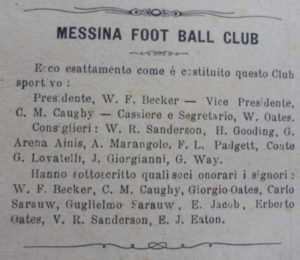 MESSINA FOOT BALL CLUB
Ecco esattamente come è costituito questo Club
sport vo :
Presidente, W. F. Becker — Vice Presidente,
C. M. Caughy — Cassiere e Segretario, W. Oates.
Consiglieri: W. R. Sanderson, H. Gooding, G.
Arena Ainis, A. Marangolo, F. L. Padgett, Conte
G. Lovatelli, J. Giorgianni, G. Way.
Hanno sottoscritto quali soci onorari i signori:
W. F. Becker, C. M. Caughy, Giorgio Oates, Carlo
Sarauw, Guglielmo Sarauw, E. Jacob, Erberto
Oates, V. R. Sanderson, E. J. Eaton.